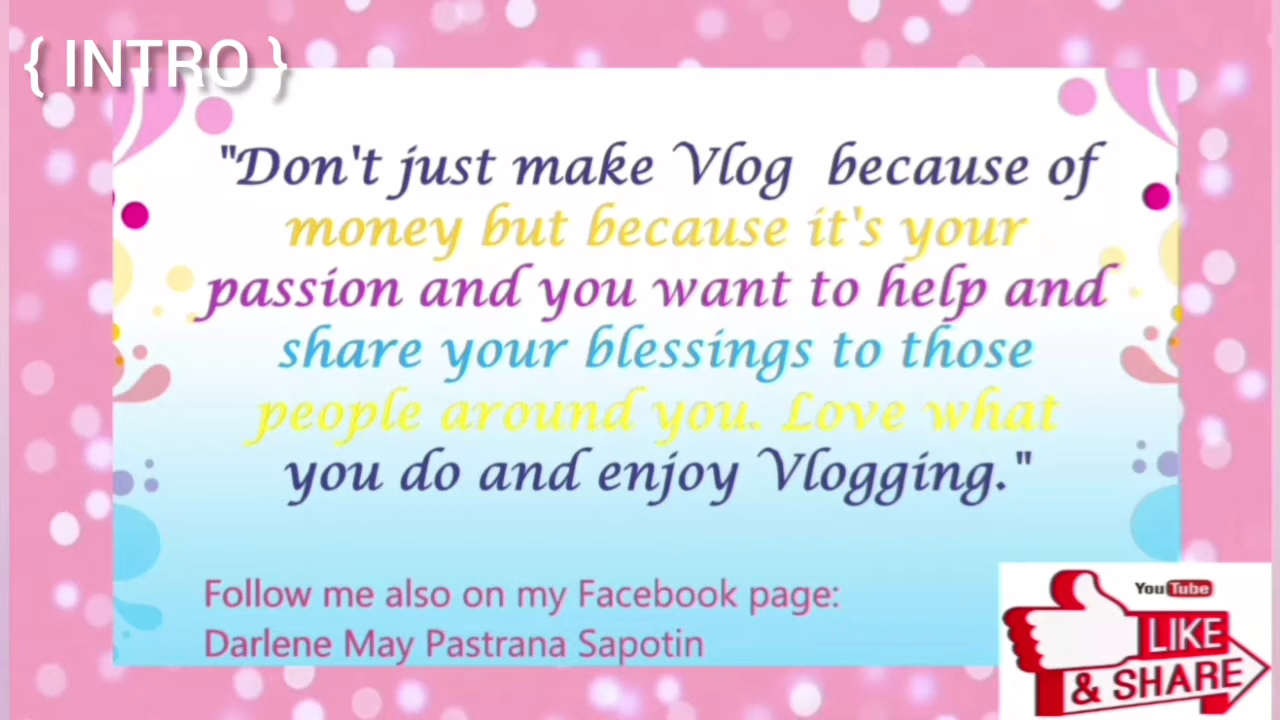 { INTRO }
"Don't just make Vlog because of
money but because it's your
passion and you want to help and
share your blessings to those
people around you. Love what
you do and enjoy Vlogging."
Follow me also on my Facebook page:
Darlene May Pastrana Sapotin
YouTube
LIKE
& SHARE